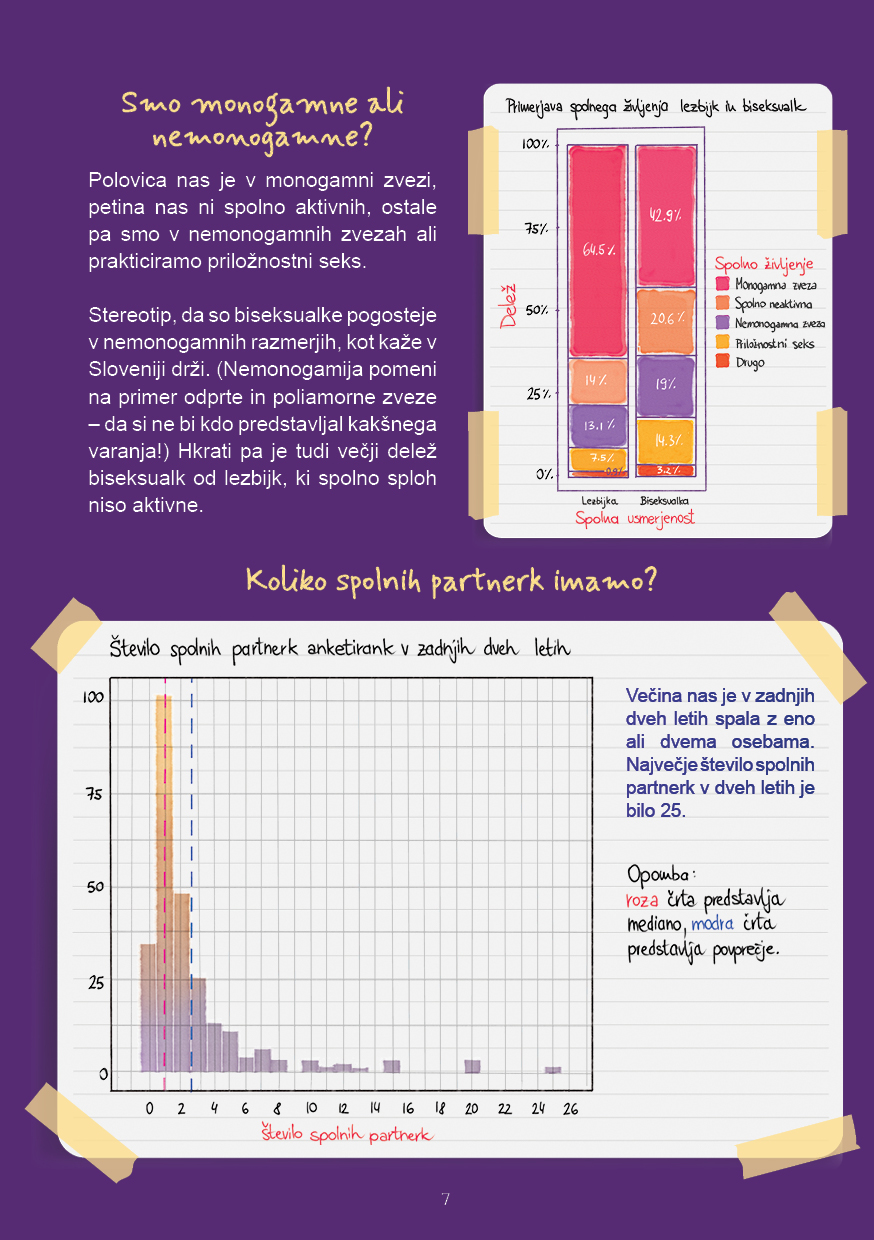 Smo monogamne ali
nemonogamne?
Polovica nas je v monogamni zvezi,
petina nas ni spolno aktivnih, ostale
pa smo v nemonogamnih zvezah ali
prakticiramo priložnostni seks.
Stereotip, da so biseksualke pogosteje
v nemonogamnih razmerjih, kot kaže v
Sloveniji drži. (Nemonogamija pomeni
na primer odprte in poliamorne zveze
– da si ne bi kdo predstavljal kakšnega
varanja!) Hkrati pa je tudi večji delež
biseksualk od lezbijk, ki spolno sploh
niso aktivne.
Primerjava spolnega življenja lezbijk in biseksualk
100%
75%
50%
25%
0%
Delež
64.5%
14%
13.1%
7.5%
0.9%
42.9%
20.6%
19%
14.3%
3.2%
Lezbijka Biseksualka
Spolna usmerjenost
Spolno življenje
Monogamna zveza
Spolno neaktivna
Nemonogamna zveza
Priložnostni seks
Drugo
Koliko spolnih partnerk imamo?
Število spolnih partnerk anketirank v zadnjih dveh letih
100
75
50
25
0
0 2 4 6 8 10 12 14 16 18 20 22 24 26
Število spolnih partnerk
Večina nas je v zadnjih
dveh letih spala z eno
ali dvema osebama.
Največje število spolnih
partnerk v dveh letih je
bilo 25.
Opomba:
roza črta predstavlja
mediano, modra črta
predstavlja povprečje.
7